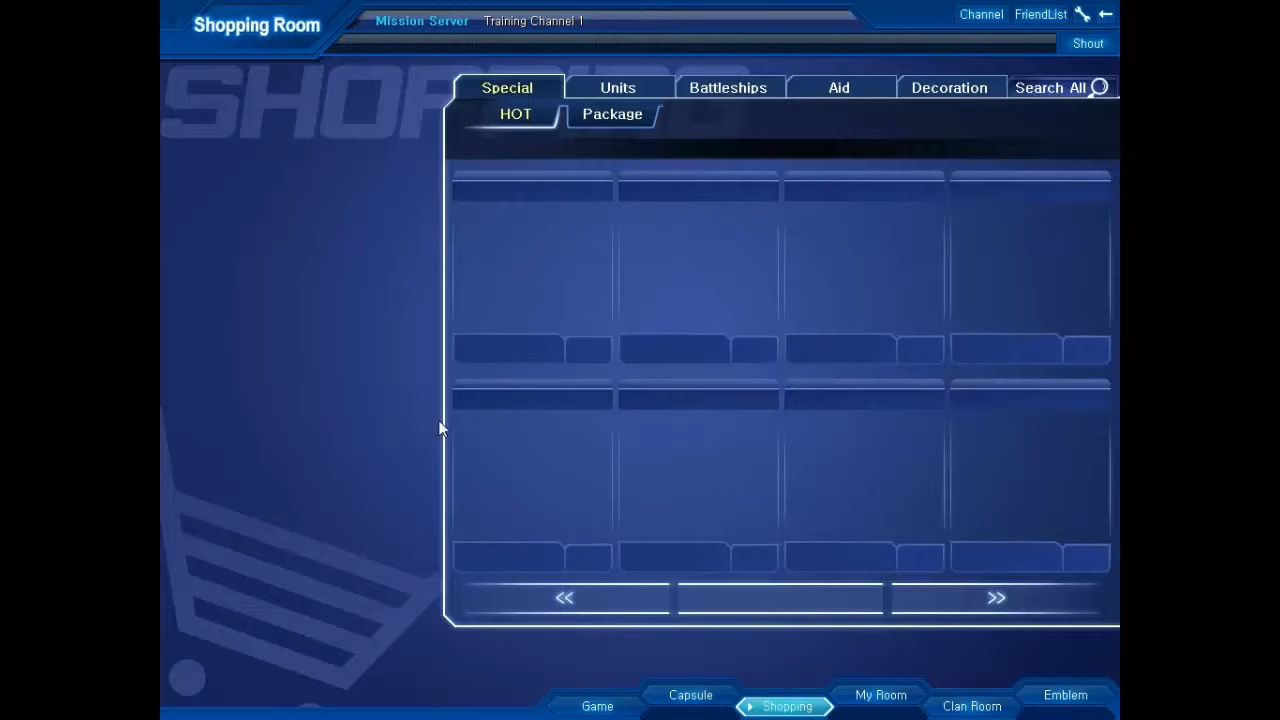 Shopping Room
Mission Server Training Channel 1
Channel FriendList
Shout
SHOPPING
Special Units Battleships Aid Decoration Search All
HOT Package
<< >>
Game Capsule Shopping My Room Clan Room Emblem